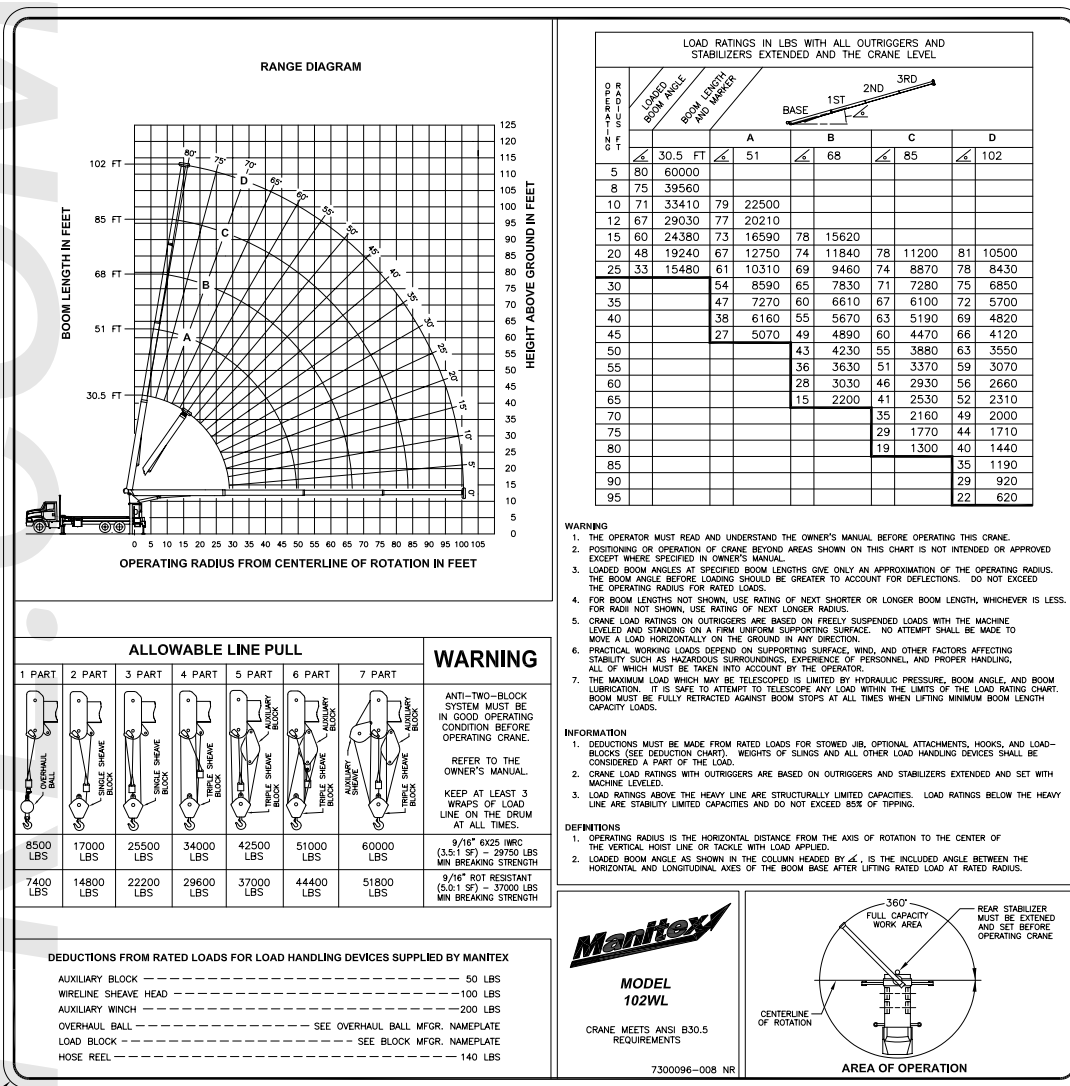 RANGE DIAGRAM
BOOM LENGTH IN FEET
102 FT
85 FT
68 FT
51 FT
30.5 FT
80°
75°
70°
65°
60°
55°
50°
45°
40°
35°
30°
25°
20°
15°
10°
5°
0°
D
C
B
A
125
120
115
110
105
100
95
90
85
80
75
70
65
60
55
50
45
40
35
30
25
20
15
10
5
0
HEIGHT ABOVE GROUND IN FEET
0 5 10 15 20 25 30 35 40 45 50 55 60 65 70 75 80 85 90 95 100 105
OPERATING RADIUS FROM CENTERLINE OF ROTATION IN FEET
LOAD RATINGS IN LBS WITH ALL OUTRIGGERS AND
STABILIZERS EXTENDED AND THE CRANE LEVEL
OPERATING RADIUS FT
LOADED BOOM ANGLE
BOOM LENGTH AND MARKER
BASE 1ST 2ND 3RD
A B C D
30.5 FT 51 68 85 102
5 80 60000
8 75 39560
10 71 33410 79 22500
12 67 29030 77 20210
15 60 24380 73 16590 78 15620
20 48 19240 67 12750 74 11840 78 11200 81 10500
25 33 15480 61 10310 69 9460 74 8870 78 8430
30 54 8590 65 7830 71 7280 75 6850
35 47 7270 60 6610 67 6100 72 5700
40 38 6160 55 5670 63 5190 69 4820
45 27 5070 49 4890 60 4470 66 4120
50 43 4230 55 3880 63 3550
55 36 3630 51 3370 59 3070
60 28 3030 46 2930 56 2660
65 15 2200 41 2530 52 2310
70 35 2160 49 2000
75 29 1770 44 1710
80 19 1300 40 1440
85 35 1190
90 29 920
95 22 620
WARNING
1. THE OPERATOR MUST READ AND UNDERSTAND THE OWNER'S MANUAL BEFORE OPERATING THIS CRANE.
2. POSITIONING OR OPERATION OF CRANE BEYOND AREAS SHOWN ON THIS CHART IS NOT INTENDED OR APPROVED
EXCEPT WHERE SPECIFIED IN OWNER'S MANUAL.
3. LOADED BOOM ANGLES AT SPECIFIED BOOM LENGTHS GIVE ONLY AN APPROXIMATION OF THE OPERATING RADIUS.
THE BOOM ANGLE BEFORE LOADING SHOULD BE GREATER TO ACCOUNT FOR DEFLECTIONS. DO NOT EXCEED
THE OPERATING RADIUS FOR RATED LOADS.
4. FOR BOOM LENGTHS NOT SHOWN, USE RATING OF NEXT SHORTER OR LONGER BOOM LENGTH, WHICHEVER IS LESS.
FOR RADII NOT SHOWN, USE RATING OF NEXT LONGER RADIUS.
5. CRANE LOAD RATINGS ON OUTRIGGERS ARE BASED ON FREELY SUSPENDED LOADS WITH THE MACHINE
LEVELED AND STANDING ON A FIRM UNIFORM SUPPORTING SURFACE. NO ATTEMPT SHALL BE MADE TO
MOVE A LOAD HORIZONTALLY ON THE GROUND IN ANY DIRECTION.
6. PRACTICAL WORKING LOADS DEPEND ON SUPPORTING SURFACE, WIND, AND OTHER FACTORS AFFECTING
STABILITY SUCH AS HAZARDOUS SURROUNDINGS, EXPERIENCE OF PERSONNEL, AND PROPER HANDLING,
ALL OF WHICH MUST BE TAKEN INTO ACCOUNT BY THE OPERATOR.
7. THE MAXIMUM LOAD WHICH MAY BE TELESCOPED IS LIMITED BY HYDRAULIC PRESSURE, BOOM ANGLE, AND BOOM
LUBRICATION. IT IS SAFE TO ATTEMPT TO TELESCOPE ANY LOAD WITHIN THE LIMITS OF THE LOAD RATING CHART.
BOOM MUST BE FULLY RETRACTED AGAINST BOOM STOPS AT ALL TIMES WHEN LIFTING MINIMUM BOOM LENGTH
CAPACITY LOADS.
INFORMATION
1. DEDUCTIONS MUST BE MADE FROM RATED LOADS FOR STOWED JIB, OPTIONAL ATTACHMENTS, HOOKS, AND LOAD-
BLOCKS (SEE DEDUCTION CHART). WEIGHTS OF SLINGS AND ALL OTHER LOAD HANDLING DEVICES SHALL BE
CONSIDERED A PART OF THE LOAD.
2. CRANE LOAD RATINGS WITH OUTRIGGERS ARE BASED ON OUTRIGGERS AND STABILIZERS EXTENDED AND SET WITH
MACHINE LEVELED.
3. LOAD RATINGS ABOVE THE HEAVY LINE ARE STRUCTURALLY LIMITED CAPACITIES. LOAD RATINGS BELOW THE HEAVY
LINE ARE STABILITY LIMITED CAPACITIES AND DO NOT EXCEED 85% OF TIPPING.
DEFINITIONS
1. OPERATING RADIUS IS THE HORIZONTAL DISTANCE FROM THE AXIS OF ROTATION TO THE CENTER OF
THE VERTICAL HOIST LINE OR TACKLE WITH LOAD APPLIED.
2. LOADED BOOM ANGLE AS SHOWN IN THE COLUMN HEADED BY ∠°, IS THE INCLUDED ANGLE BETWEEN THE
HORIZONTAL AND LONGITUDINAL AXES OF THE BOOM BASE AFTER LIFTING RATED LOAD AT RATED RADIUS.
ALLOWABLE LINE PULL
1 PART 2 PART 3 PART 4 PART 5 PART 6 PART 7 PART
OVERHAUL BALL
SINGLE SHEAVE BLOCK
SINGLE SHEAVE BLOCK
TRIPLE SHEAVE BLOCK
AUXILIARY BLOCK
TRIPLE SHEAVE BLOCK
AUXILIARY BLOCK
TRIPLE SHEAVE BLOCK
AUXILIARY SHEAVE
TRIPLE SHEAVE BLOCK
8500 LBS 17000 LBS 25500 LBS 34000 LBS 42500 LBS 51000 LBS 60000 LBS
7400 LBS 14800 LBS 22200 LBS 29600 LBS 37000 LBS 44400 LBS 51800 LBS
WARNING
ANTI-TWO-BLOCK
SYSTEM MUST BE
IN GOOD OPERATING
CONDITION BEFORE
OPERATING CRANE.
REFER TO THE
OWNER'S MANUAL.
KEEP AT LEAST 3
WRAPS OF LOAD
LINE ON THE DRUM
AT ALL TIMES.
9/16" 6X25 IWRC
(3.5:1 SF) - 29750 LBS
MIN BREAKING STRENGTH
9/16" ROT RESISTANT
(5.0:1 SF) - 37000 LBS
MIN BREAKING STRENGTH
DEDUCTIONS FROM RATED LOADS FOR LOAD HANDLING DEVICES SUPPLIED BY MANITEX
AUXILIARY BLOCK 50 LBS
WIRELINE SHEAVE HEAD 100 LBS
AUXILIARY WINCH 200 LBS
OVERHAUL BALL SEE OVERHAUL BALL MFGR. NAMEPLATE
LOAD BLOCK SEE BLOCK MFGR. NAMEPLATE
HOSE REEL 140 LBS
Manitex
MODEL
102WL
CRANE MEETS ANSI B30.5
REQUIREMENTS
7300096-008 NR
360°
FULL CAPACITY
WORK AREA
REAR STABILIZER
MUST BE EXTENED
AND SET BEFORE
OPERATING CRANE
CENTERLINE
OF ROTATION
AREA OF OPERATION